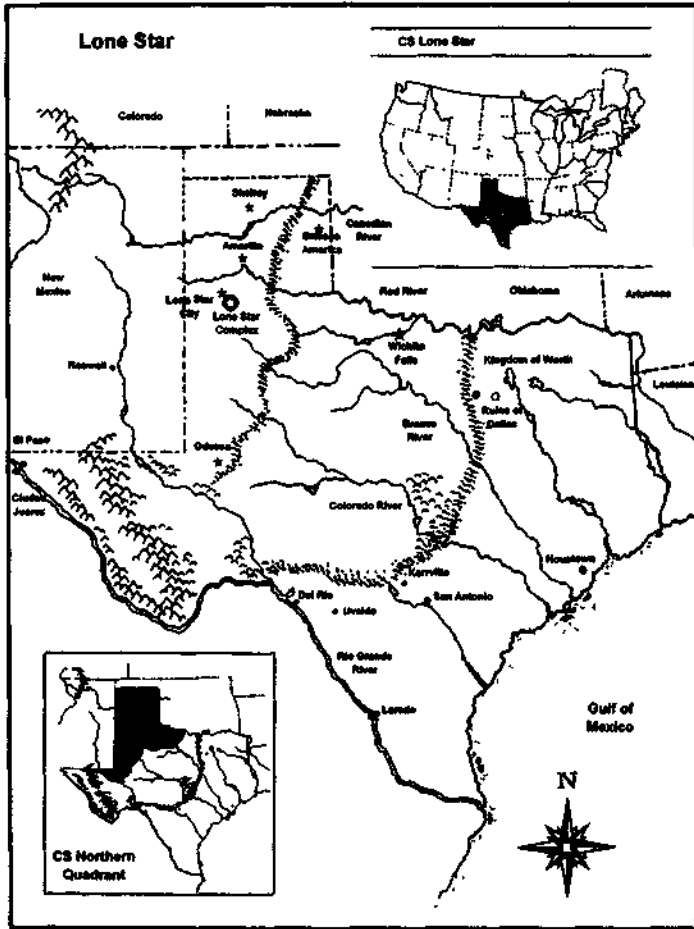 Lone Star
CS Lone Star
Colorado
Nebraska
Canadian
River
Amarillo
America
New
Mexico
Lone Star
City
Lone Star
Complex
Red River
Oklahoma
Arkansas
Wichita
Falls
Kingdom of Worth
Louisiana
Roswell
Ruins of
Dallas
Brazos
River
El Paso
Odessa
Ciudad
Juarez
Colorado River
Houstown
Kerrville
Del Rio
Uvalde
San Antonio
Rio Grande
River
Laredo
Gulf of
Mexico
N
CS Northern
Quadrant